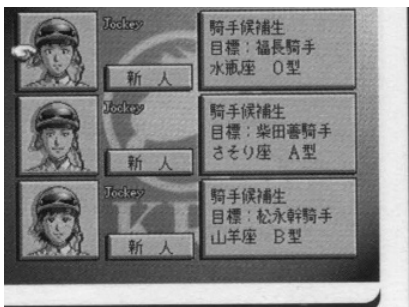 Jockey
新人
騎手候補生
目標：福長騎手
水瓶座 O型
Jockey
新人
騎手候補生
目標：柴田善騎手
さそり座 A型
Jockey
新人
騎手候補生
目標：松永幹騎手
山羊座 B型